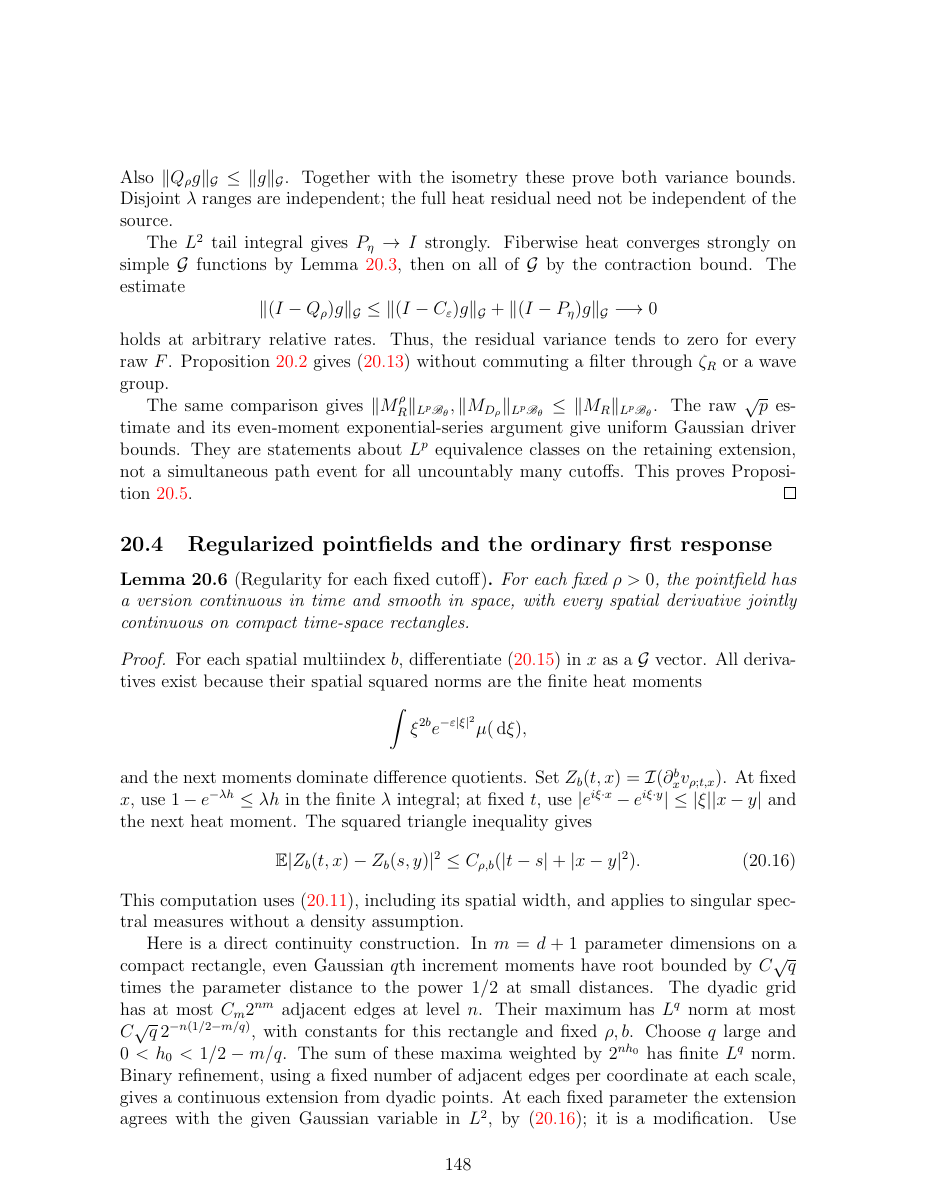 Also ∥Q_ρ g∥_𝒢 ≤ ∥g∥_𝒢. Together with the isometry these prove both variance bounds.
Disjoint λ ranges are independent; the full heat residual need not be independent of the
source.
The L² tail integral gives P_η → I strongly. Fiberwise heat converges strongly on
simple 𝒢 functions by Lemma 20.3, then on all of 𝒢 by the contraction bound. The
estimate
∥(I − Q_ρ)g∥_𝒢 ≤ ∥(I − C_ε)g∥_𝒢 + ∥(I − P_η)g∥_𝒢 ⟶ 0
holds at arbitrary relative rates. Thus, the residual variance tends to zero for every
raw F. Proposition 20.2 gives (20.13) without commuting a filter through ζ_R or a wave
group.
The same comparison gives ∥M_R^ρ∥_{L^p ℬ_θ}, ∥M_{D_ρ}∥_{L^p ℬ_θ} ≤ ∥M_R∥_{L^p ℬ_θ}. The raw √p es-
timate and its even-moment exponential-series argument give uniform Gaussian driver
bounds. They are statements about L^p equivalence classes on the retaining extension,
not a simultaneous path event for all uncountably many cutoffs. This proves Proposi-
tion 20.5. □
20.4 Regularized pointfields and the ordinary first response
Lemma 20.6 (Regularity for each fixed cutoff). For each fixed ρ > 0, the pointfield has
a version continuous in time and smooth in space, with every spatial derivative jointly
continuous on compact time-space rectangles.
Proof. For each spatial multiindex b, differentiate (20.15) in x as a 𝒢 vector. All deriva-
tives exist because their spatial squared norms are the finite heat moments
∫ ξ^{2b} e^{−ε|ξ|²} μ( dξ),
and the next moments dominate difference quotients. Set Z_b(t, x) = ℐ(∂_x^b v_{ρ;t,x}). At fixed
x, use 1 − e^{−λh} ≤ λh in the finite λ integral; at fixed t, use |e^{iξ·x} − e^{iξ·y}| ≤ |ξ||x − y| and
the next heat moment. The squared triangle inequality gives
𝔼|Z_b(t, x) − Z_b(s, y)|² ≤ C_{ρ,b}(|t − s| + |x − y|²). (20.16)
This computation uses (20.11), including its spatial width, and applies to singular spec-
tral measures without a density assumption.
Here is a direct continuity construction. In m = d + 1 parameter dimensions on a
compact rectangle, even Gaussian qth increment moments have root bounded by C√q
times the parameter distance to the power 1/2 at small distances. The dyadic grid
has at most C_m 2^{nm} adjacent edges at level n. Their maximum has L^q norm at most
C√q 2^{−n(1/2−m/q)}, with constants for this rectangle and fixed ρ, b. Choose q large and
0 < h₀ < 1/2 − m/q. The sum of these maxima weighted by 2^{nh₀} has finite L^q norm.
Binary refinement, using a fixed number of adjacent edges per coordinate at each scale,
gives a continuous extension from dyadic points. At each fixed parameter the extension
agrees with the given Gaussian variable in L², by (20.16); it is a modification. Use
148